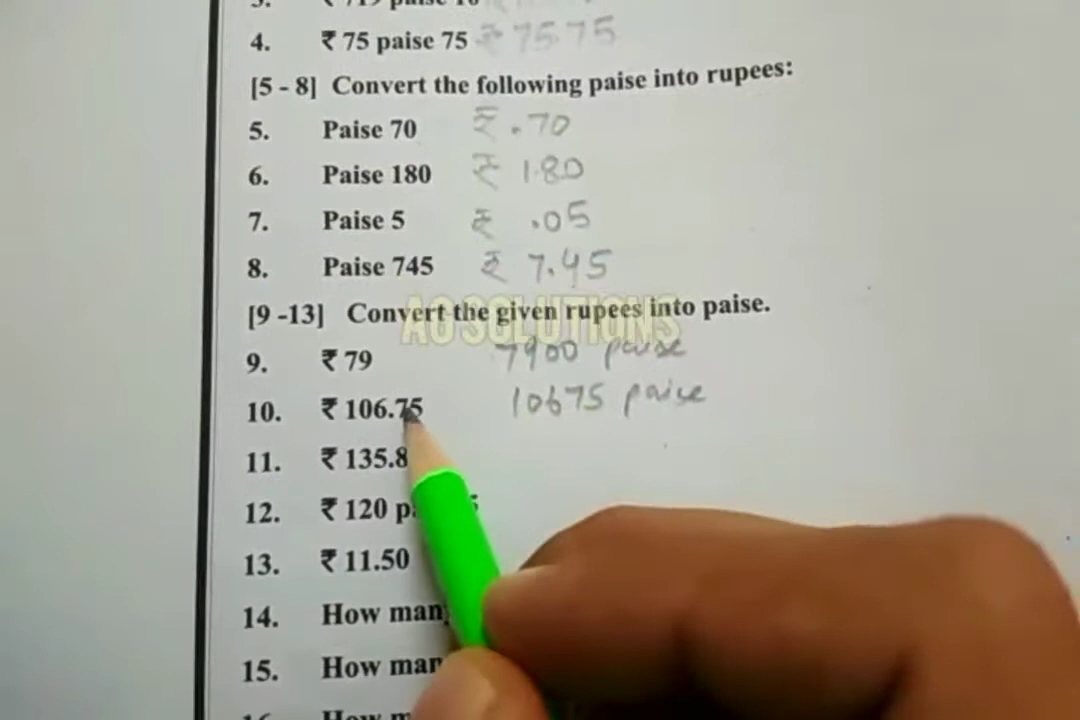 4. ₹ 75 paise 75 ₹ 75.75
[5 - 8] Convert the following paise into rupees:
5. Paise 70 ₹ .70
6. Paise 180 ₹ 1.80
7. Paise 5 ₹ .05
8. Paise 745 ₹ 7.45
[9 -13] Convert the given rupees into paise.
9. ₹ 79 7900 paise
10. ₹ 106.75 10675 paise
11. ₹ 135.8
12. ₹ 120
13. ₹ 11.50
14. How many
15. How